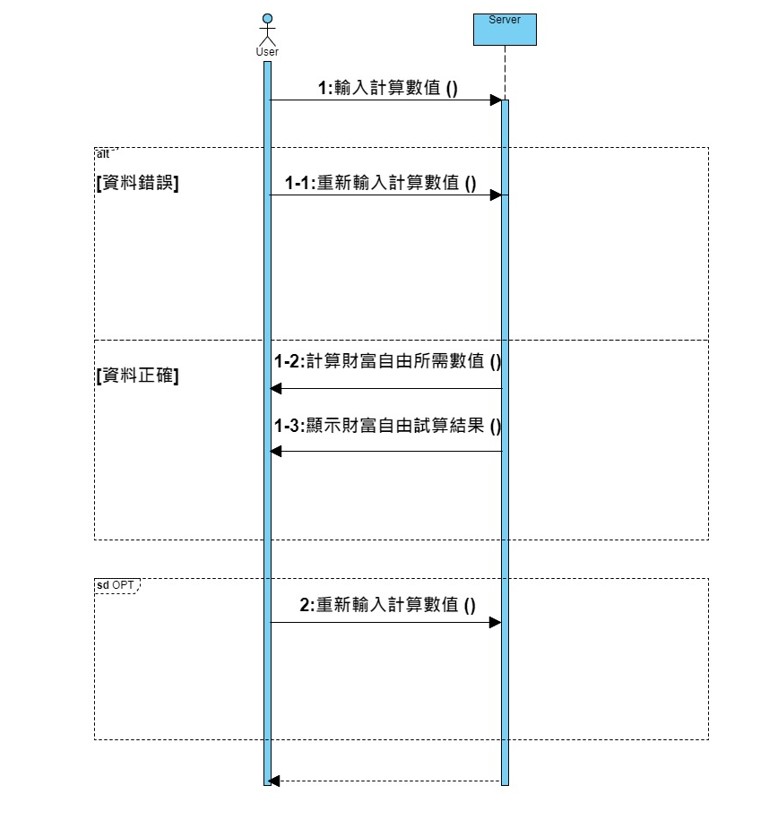 User
Server
1:輸入計算數值 ()
alt
[資料錯誤]
1-1:重新輸入計算數值 ()
1-2:計算財富自由所需數值 ()
[資料正確]
1-3:顯示財富自由試算結果 ()
sd OPT
2:重新輸入計算數值 ()